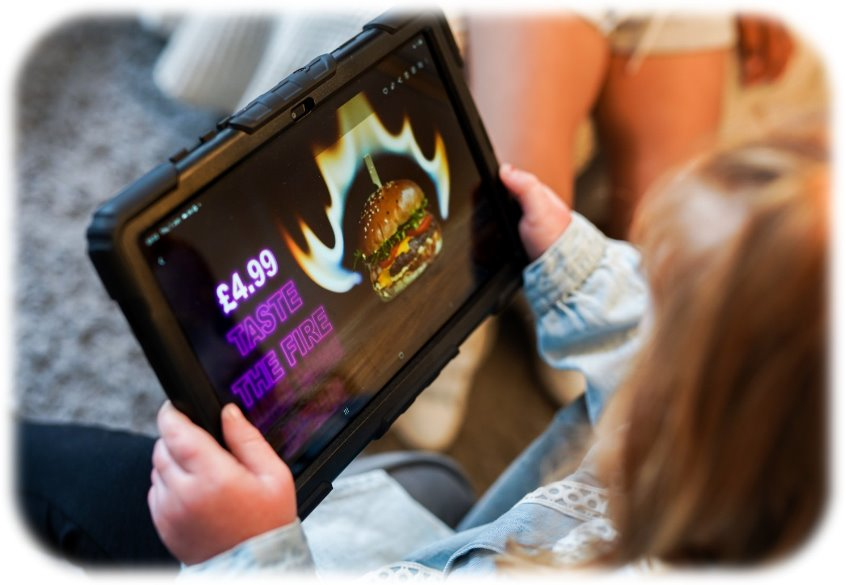 £4.99
TASTE
THE FIRE